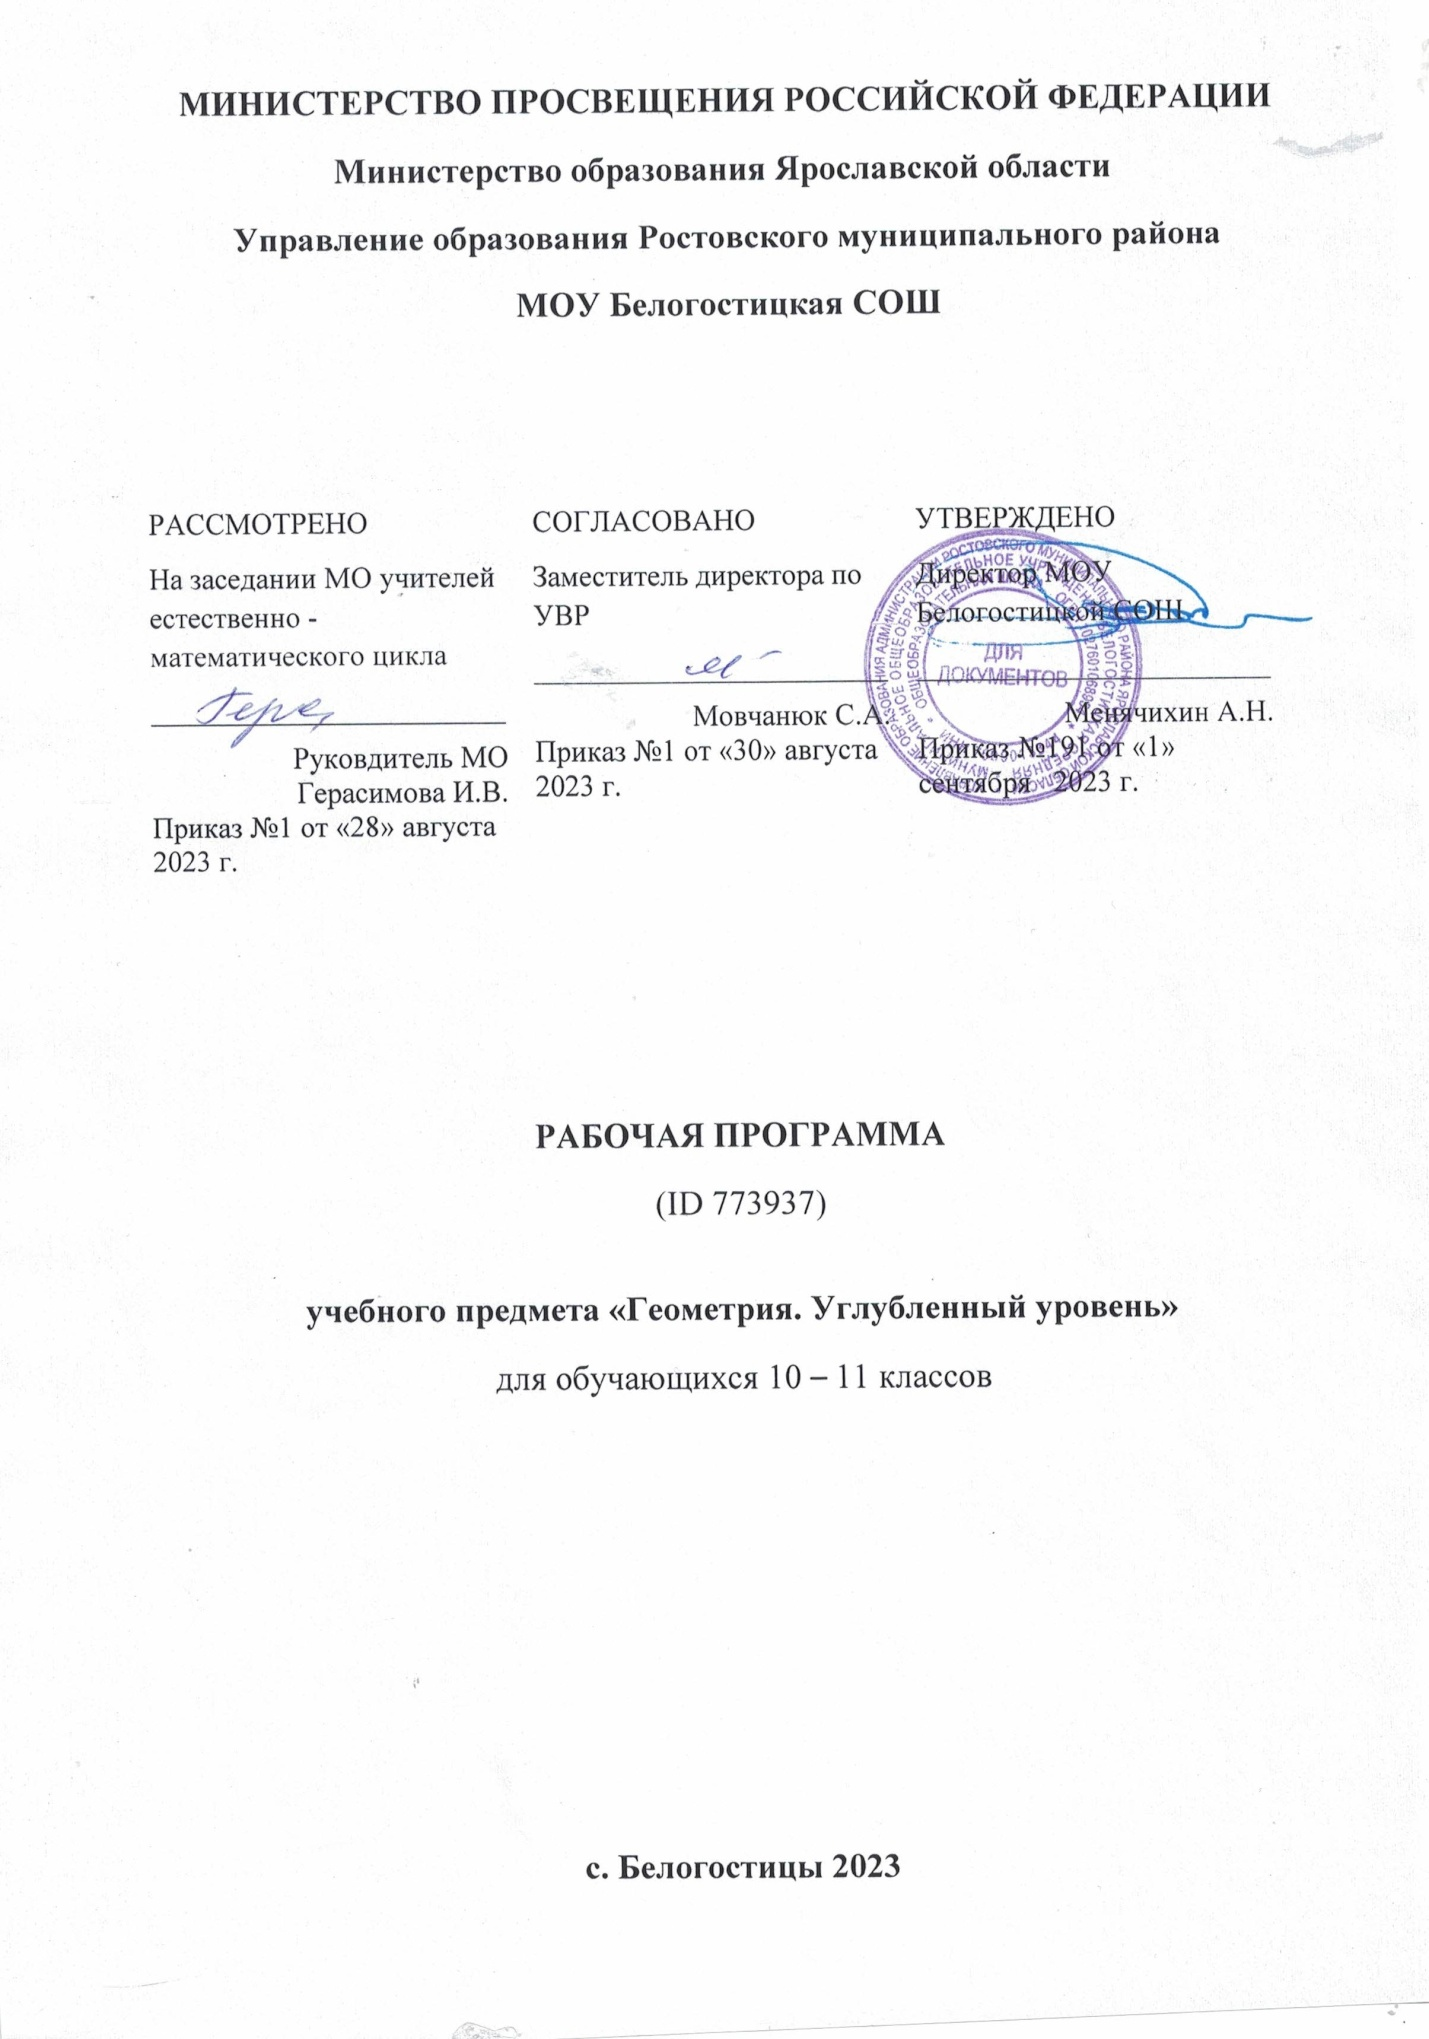 МИНИСТЕРСТВО ПРОСВЕЩЕНИЯ РОССИЙСКОЙ ФЕДЕРАЦИИ
Министерство образования Ярославской области
Управление образования Ростовского муниципального района
МОУ Белогостицкая СОШ
РАССМОТРЕНО
На заседании МО учителей
естественно -
математического цикла
Руковдитель МО
Герасимова И.В.
Приказ №1 от «28» августа
2023 г.
СОГЛАСОВАНО
Заместитель директора по
УВР
Мовчанюк С.А.
Приказ №1 от «30» августа
2023 г.
УТВЕРЖДЕНО
Директор МОУ
Белогостицкой СОШ
Менячихин А.Н.
Приказ №191 от «1»
сентября 2023 г.
ДЛЯ
ДОКУМЕНТОВ
РАБОЧАЯ ПРОГРАММА
(ID 773937)
учебного предмета «Геометрия. Углубленный уровень»
для обучающихся 10 – 11 классов
с. Белогостицы 2023